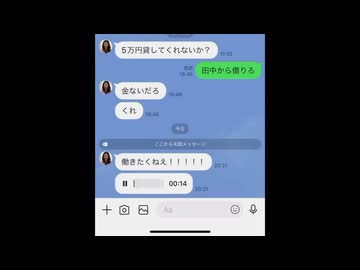 5万円貸してくれないか？
既読
田中から借りろ
18:45
金ないだろ
18:46
くれ
18:46
今日
ここから未読メッセージ
働きたくねえ！！！！！
20:21
00:14
20:21
Aa